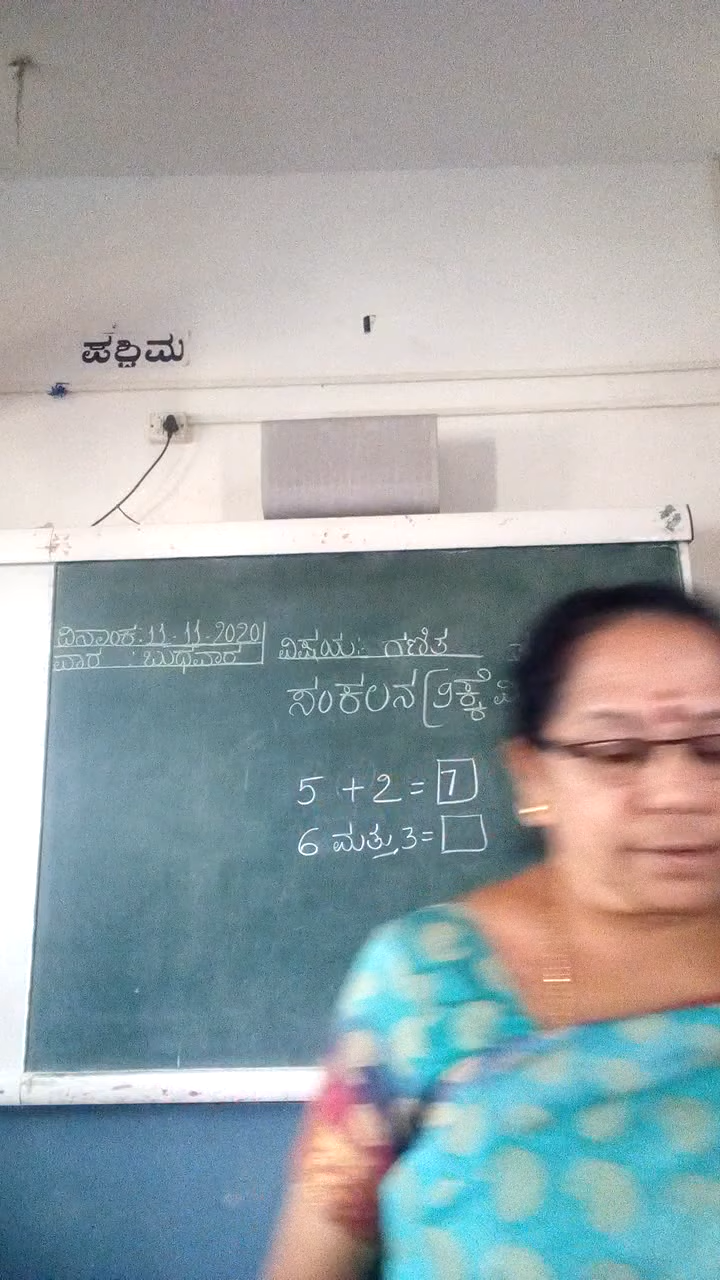 ಪಶ್ಚಿಮ
ದಿನಾಂಕ:11-11-2020
ವಾರ : ಬುಧವಾರ
ವಿಷಯ:- ಗಣಿತ
ಸಂಕಲನ
5 + 2 = 7
6 ಮತ್ತು 3 =